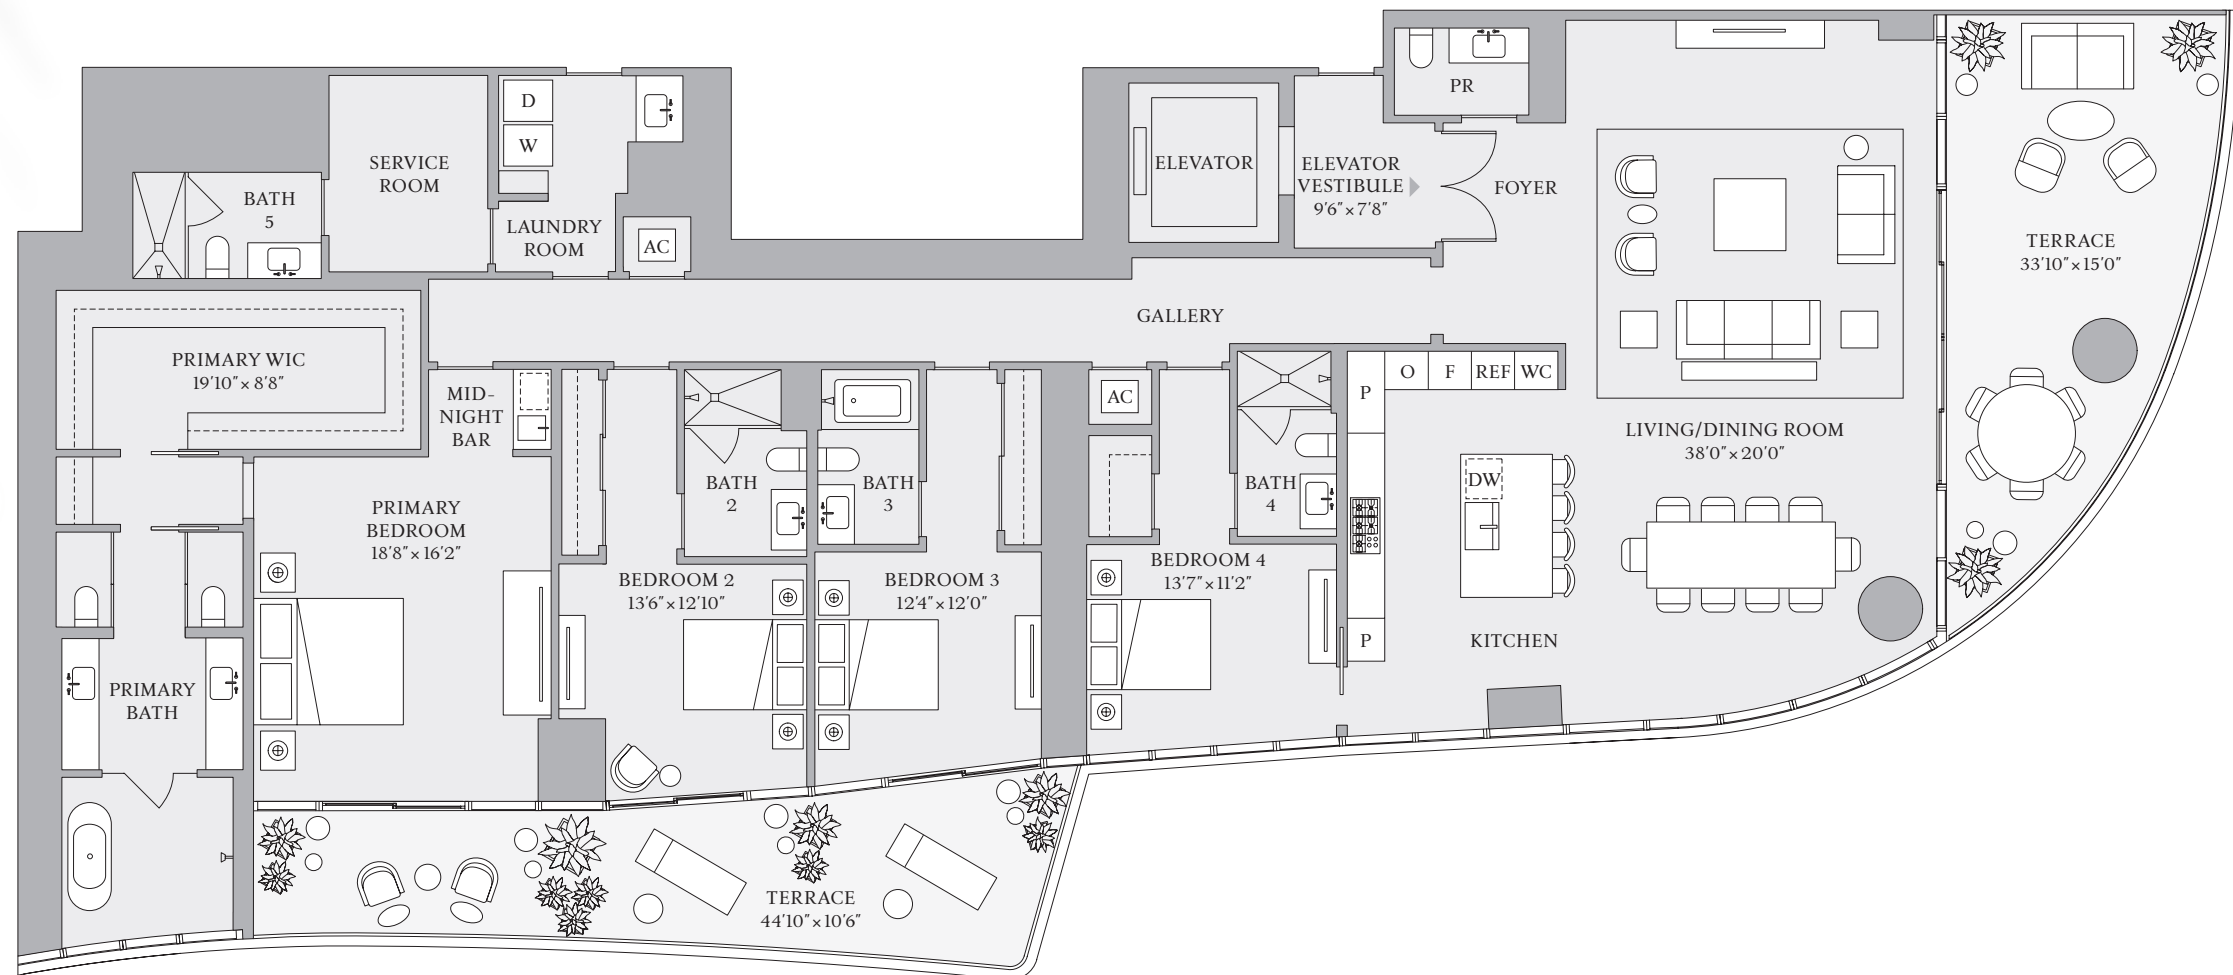 PR
D
W
SERVICE
ROOM
ELEVATOR
ELEVATOR
VESTIBULE
9'6" × 7'8"
FOYER
BATH
5
LAUNDRY
ROOM
AC
TERRACE
33'10" × 15'0"
GALLERY
PRIMARY WIC
19'10" × 8'8"
MID-
NIGHT
BAR
AC
P
O
F
REF
WC
LIVING/DINING ROOM
38'0" × 20'0"
PRIMARY
BEDROOM
18'8" × 16'2"
BATH
2
BATH
3
BATH
4
DW
BEDROOM 2
13'6" × 12'10"
BEDROOM 3
12'4" × 12'0"
BEDROOM 4
13'7" × 11'2"
P
KITCHEN
PRIMARY
BATH
TERRACE
44'10" × 10'6"